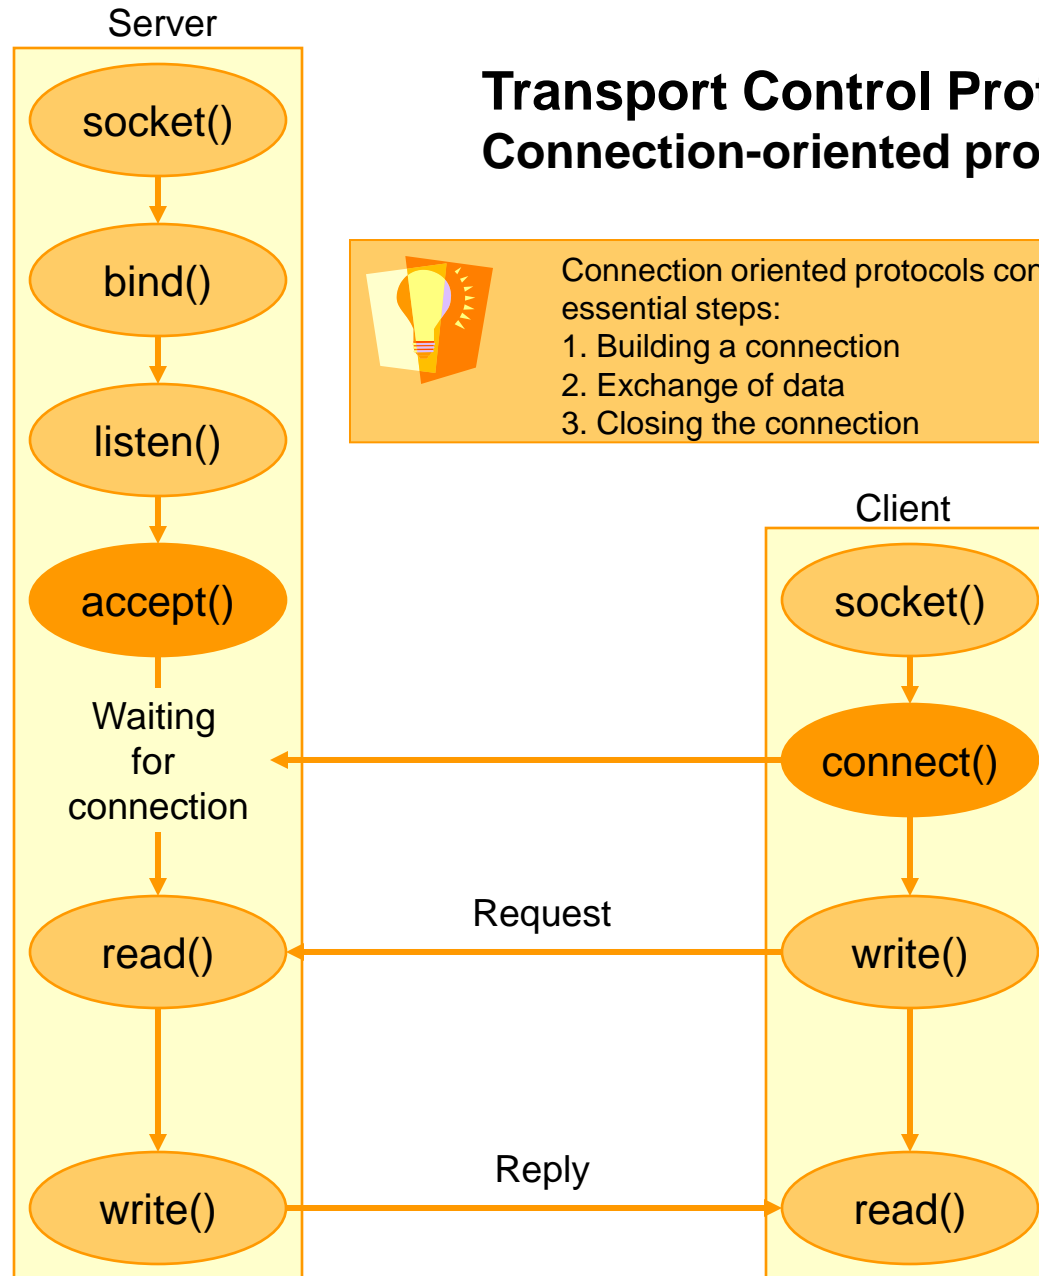 Server
socket()
Transport Control Pro
Connection-oriented pro
bind()
Connection oriented protocols con
essential steps:
1. Building a connection
2. Exchange of data
3. Closing the connection
listen()
Client
accept()
socket()
Waiting
for
connection
connect()
Request
read()
write()
Reply
write()
read()